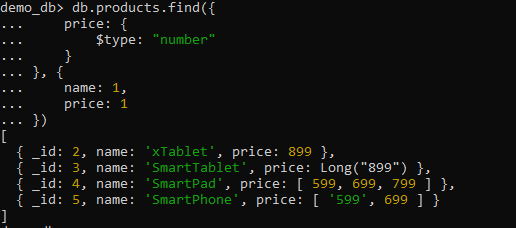 demo_db> db.products.find({
...     price: {
...         $type: "number"
...     }
... }, {
...     name: 1,
...     price: 1
... })
[
  { _id: 2, name: 'xTablet', price: 899 },
  { _id: 3, name: 'SmartTablet', price: Long("899") },
  { _id: 4, name: 'SmartPad', price: [ 599, 699, 799 ] },
  { _id: 5, name: 'SmartPhone', price: [ '599', 699 ] }
]